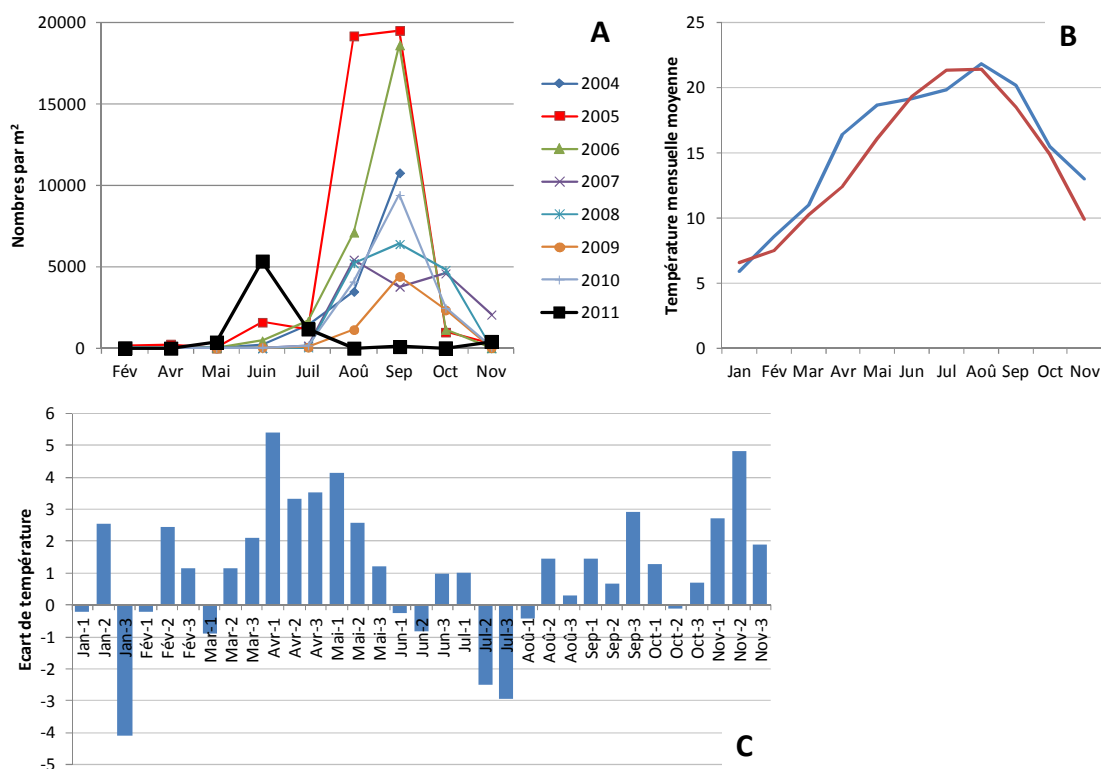 A
Nombres par m²
20000
15000
10000
5000
0
Fév Avr Mai Juin Juil Aoû Sep Oct Nov
2004
2005
2006
2007
2008
2009
2010
2011
B
Température mensuelle moyenne
25
20
15
10
5
0
Jan Fév Mar Avr Mai Jun Jul Aoû Sep Oct Nov
Ecart de température
6
5
4
3
2
1
0
-1
-2
-3
-4
-5
Jan-1
Jan-2
Jan-3
Fév-1
Fév-2
Fév-3
Mar-1
Mar-2
Mar-3
Avr-1
Avr-2
Avr-3
Mai-1
Mai-2
Mai-3
Jun-1
Jun-2
Jun-3
Jul-1
Jul-2
Jul-3
Aoû-1
Aoû-2
Aoû-3
Sep-1
Sep-2
Sep-3
Oct-1
Oct-2
Oct-3
Nov-1
Nov-2
Nov-3
C